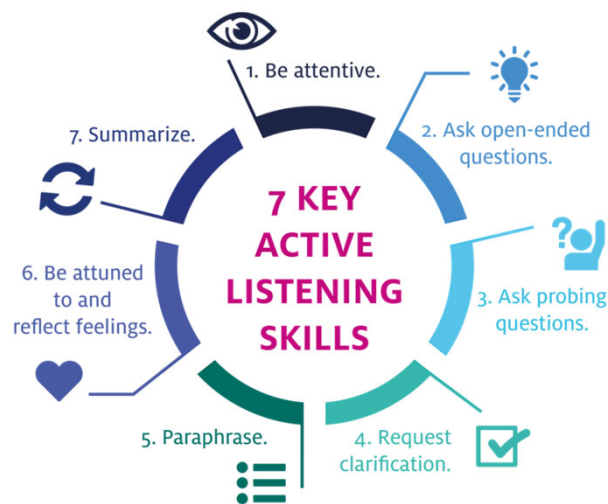 7 KEY
ACTIVE
LISTENING
SKILLS
1. Be attentive.
2. Ask open-ended
questions.
3. Ask probing
questions.
4. Request
clarification.
5. Paraphrase.
6. Be attuned
to and
reflect feelings.
7. Summarize.
?